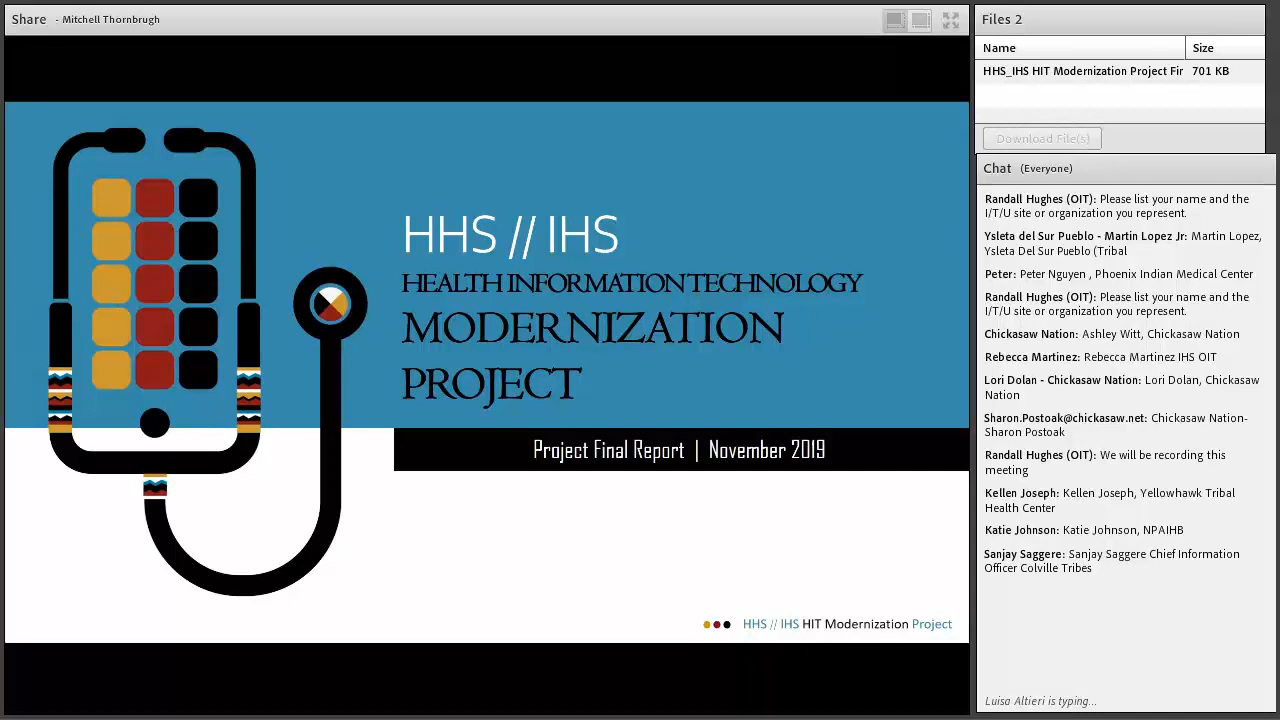 Share - Mitchell Thornbrugh
HHS // IHS
HEALTH INFORMATION TECHNOLOGY
MODERNIZATION
PROJECT
Project Final Report | November 2019
HHS // IHS HIT Modernization Project
Files 2
Name Size
HHS_IHS HIT Modernization Project Fir 701 KB
Download File(s)
Chat (Everyone)
Randall Hughes (OIT): Please list your name and the
I/T/U site or organization you represent.
Ysleta del Sur Pueblo - Martin Lopez Jr: Martin Lopez,
Ysleta Del Sur Pueblo (Tribal
Peter: Peter Nguyen , Phoenix Indian Medical Center
Randall Hughes (OIT): Please list your name and the
I/T/U site or organization you represent.
Chickasaw Nation: Ashley Witt, Chickasaw Nation
Rebecca Martinez: Rebecca Martinez IHS OIT
Lori Dolan - Chickasaw Nation: Lori Dolan, Chickasaw
Nation
Sharon.Postoak@chickasaw.net: Chickasaw Nation-
Sharon Postoak
Randall Hughes (OIT): We will be recording this
meeting
Kellen Joseph: Kellen Joseph, Yellowhawk Tribal
Health Center
Katie Johnson: Katie Johnson, NPAIHB
Sanjay Saggere: Sanjay Saggere Chief Information
Officer Colville Tribes
Luisa Altieri is typing...